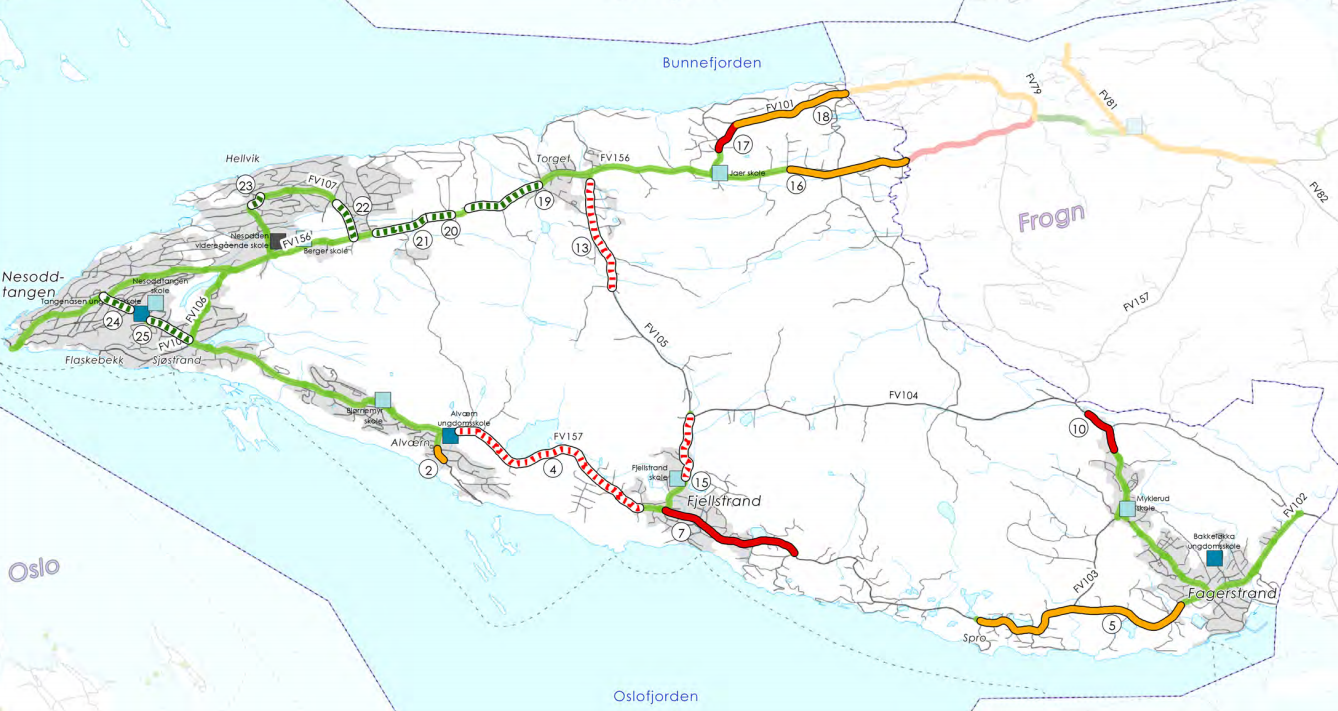 Bunnefjorden
FV79
FV81
FV101
18
17
Hellvik
Torget
FV156
Jaer skole
16
FV82
23
FV107
22
19
Frogn
21
20
Nesodden
videregående skole
FV156
Berger skole
13
Nesodd-
tangen
Nesoddtangen
skole
FV106
FV157
24
25
FV105
Flaskebekk
Sjøstrand
FV104
Bjørnemyr
skole
Alværn
ungdomsskole
10
Alværn
FV157
2
4
Fjellstrand
skole
15
Fjellstrand
Myklerud
skole
FV102
7
Bakkeløkka
ungdomsskole
Oslo
FV103
Fagerstrand
5
Spro
Oslofjorden